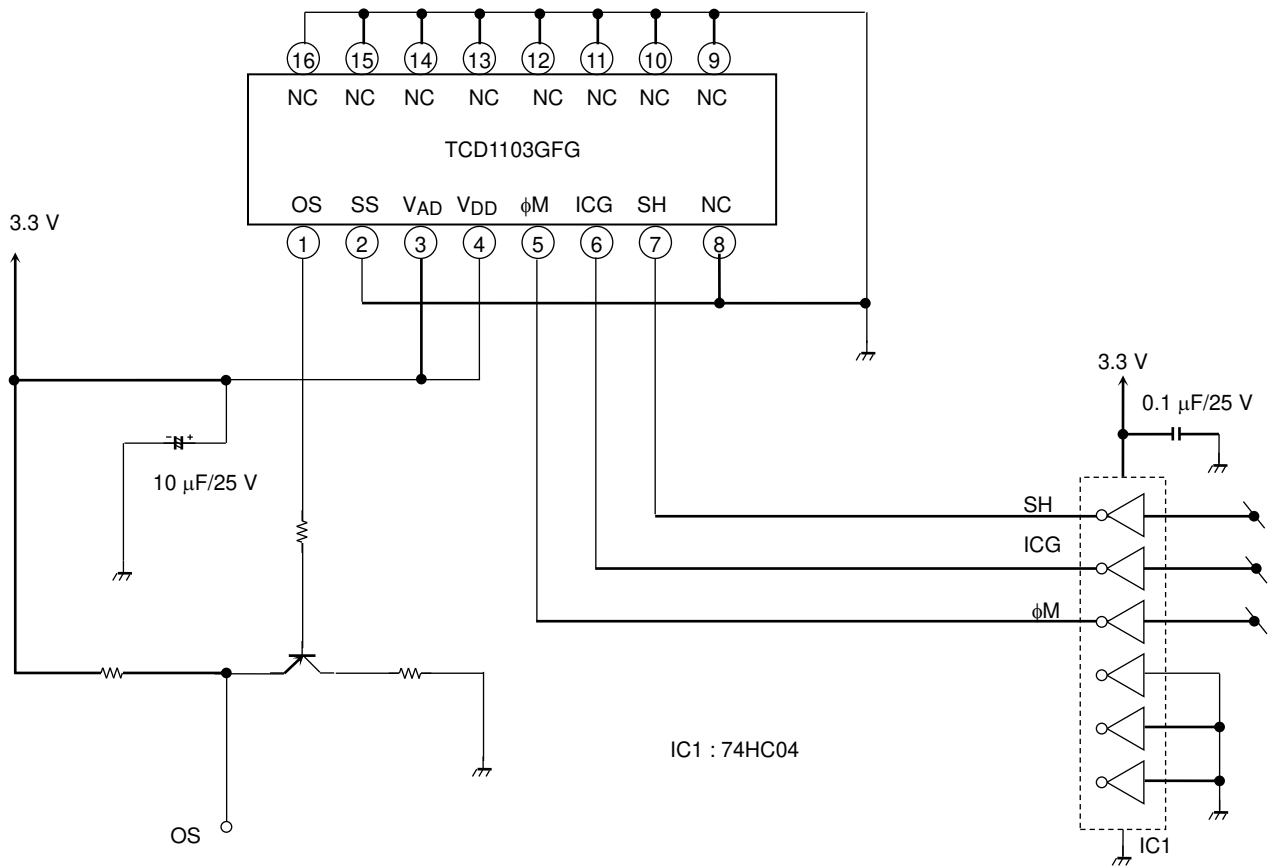 16 15 14 13 12 11 10 9
NC NC NC NC NC NC NC NC
TCD1103GFG
OS SS VAD VDD ϕM ICG SH NC
1 2 3 4 5 6 7 8
3.3 V
3.3 V
0.1 μF/25 V
- +
10 μF/25 V
SH
ICG
ϕM
IC1 : 74HC04
OS
IC1